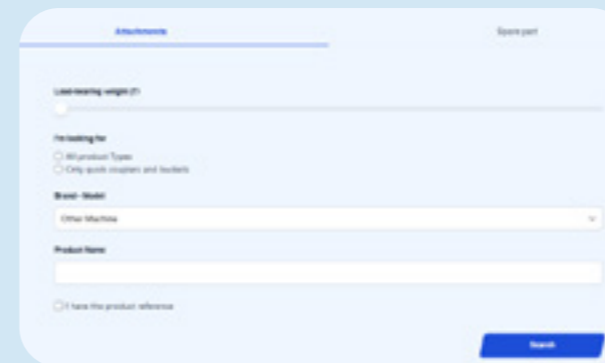 Attachments
Spare part
Load-bearing weight (T)
I'm looking for
All product Types
Only quick couplers and buckets
Brand - Model
Other Machine
Product Name
I have the product reference
Search